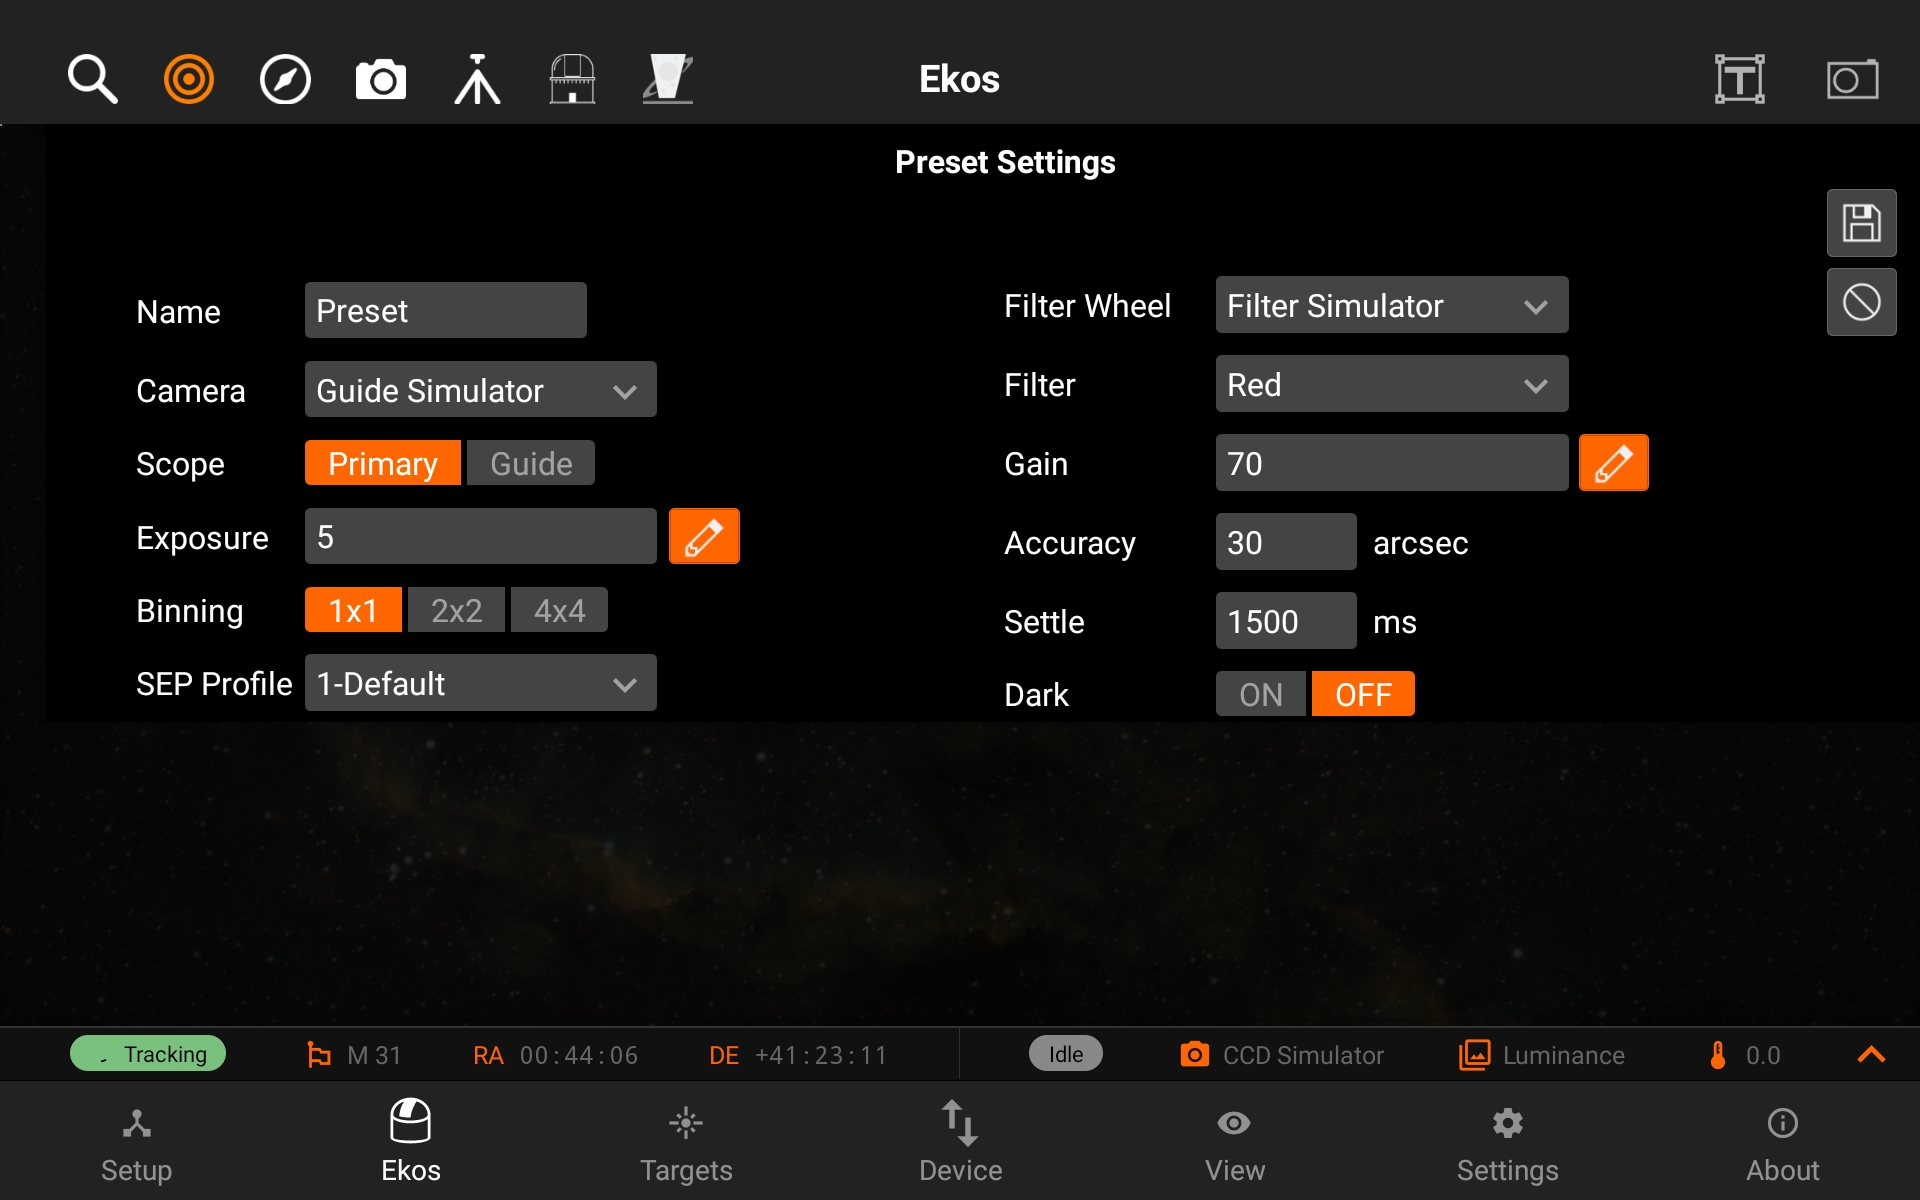 Ekos
Preset Settings
Name Preset
Camera Guide Simulator
Scope Primary Guide
Exposure 5
Binning 1x1 2x2 4x4
SEP Profile 1-Default
Filter Wheel Filter Simulator
Filter Red
Gain 70
Accuracy 30 arcsec
Settle 1500 ms
Dark ON OFF
Tracking M 31 RA 00:44:06 DE +41:23:11 Idle CCD Simulator Luminance 0.0
Setup Ekos Targets Device View Settings About